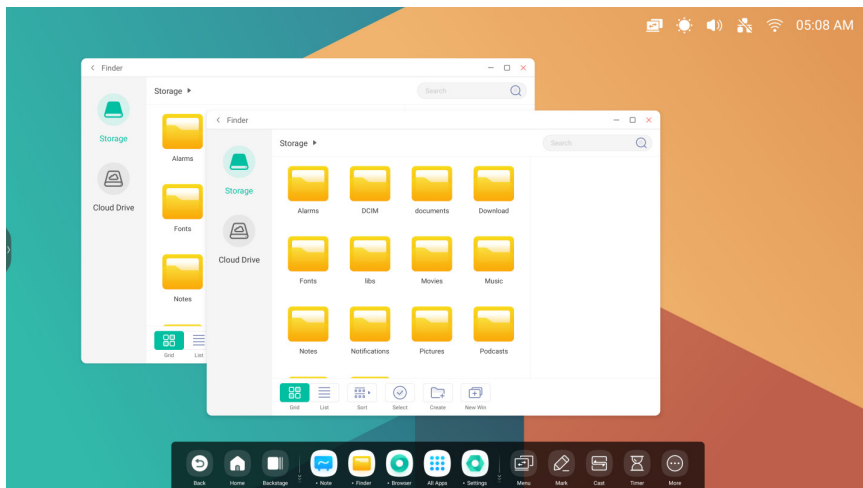 05:08 AM
Finder
Storage
Search
Storage
Cloud Drive
Alarms
Fonts
Notes
Grid List
Finder
Storage
Search
Storage
Cloud Drive
Alarms DCIM documents Download
Fonts libs Movies Music
Notes Notifications Pictures Podcasts
Grid List Sort Select Create New Win
Back Home Backstage • Note • Finder • Browser All Apps • Settings Menu Mark Cast Timer More